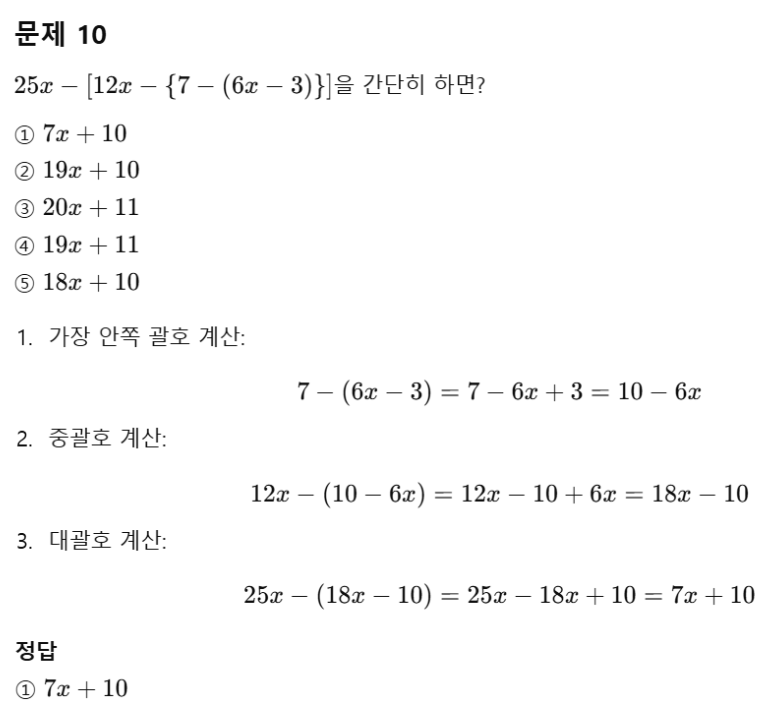 문제 10
25x − [12x − {7 − (6x − 3)}]을 간단히 하면?
① 7x + 10
② 19x + 10
③ 20x + 11
④ 19x + 11
⑤ 18x + 10
1. 가장 안쪽 괄호 계산:
7 − (6x − 3) = 7 − 6x + 3 = 10 − 6x
2. 중괄호 계산:
12x − (10 − 6x) = 12x − 10 + 6x = 18x − 10
3. 대괄호 계산:
25x − (18x − 10) = 25x − 18x + 10 = 7x + 10
정답
① 7x + 10